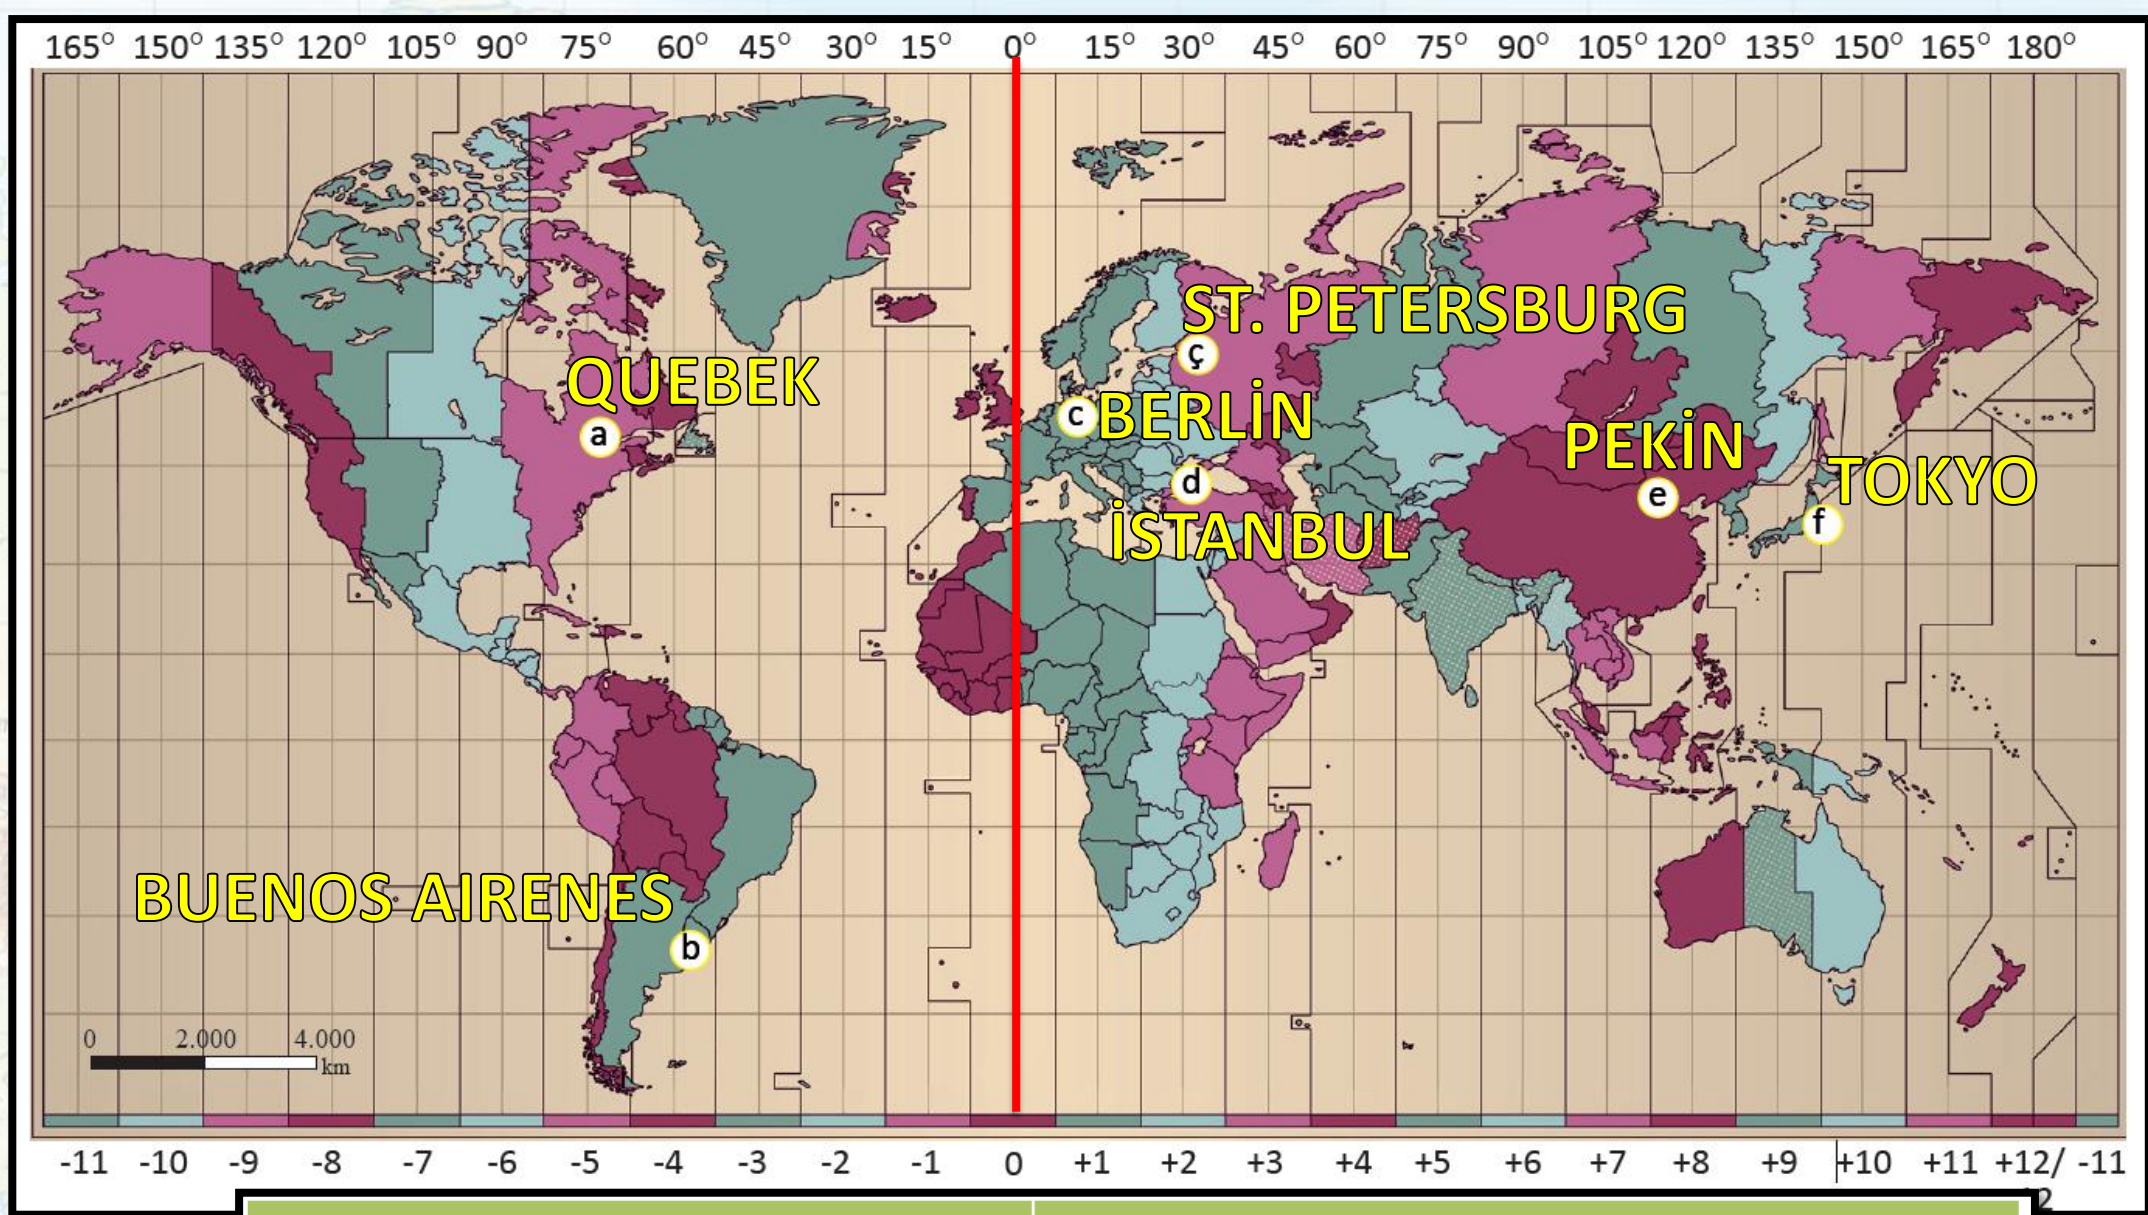 165° 150° 135° 120° 105° 90° 75° 60° 45° 30° 15° 0° 15° 30° 45° 60° 75° 90° 105° 120° 135° 150° 165° 180°
ST. PETERSBURG
ç
QUEBEK
a
c BERLİN
PEKİN
TOKYO
d
e
f
İSTANBUL
BUENOS AIRENES
b
0 2.000 4.000
km
-11 -10 -9 -8 -7 -6 -5 -4 -3 -2 -1 0 +1 +2 +3 +4 +5 +6 +7 +8 +9 +10 +11 +12/ -11